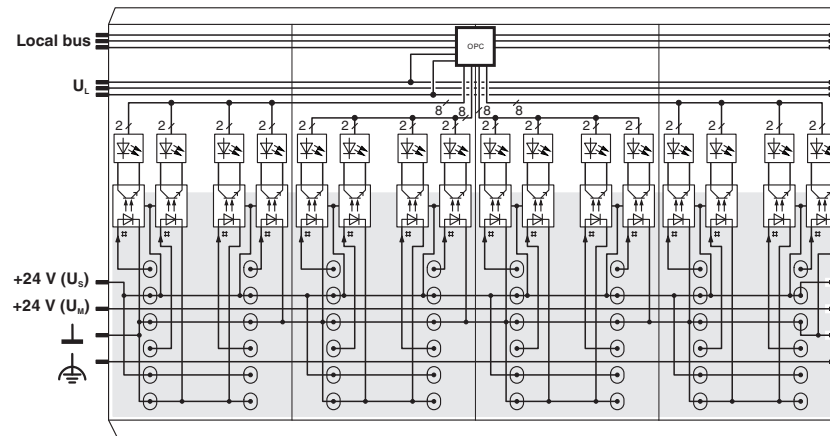 Local bus
OPC
U_L
8 8 8 8
2 2 2 2 2 2 2 2 2 2 2 2 2 2 2 2
# # # # # # # #
+24 V (U_S)
+24 V (U_M)